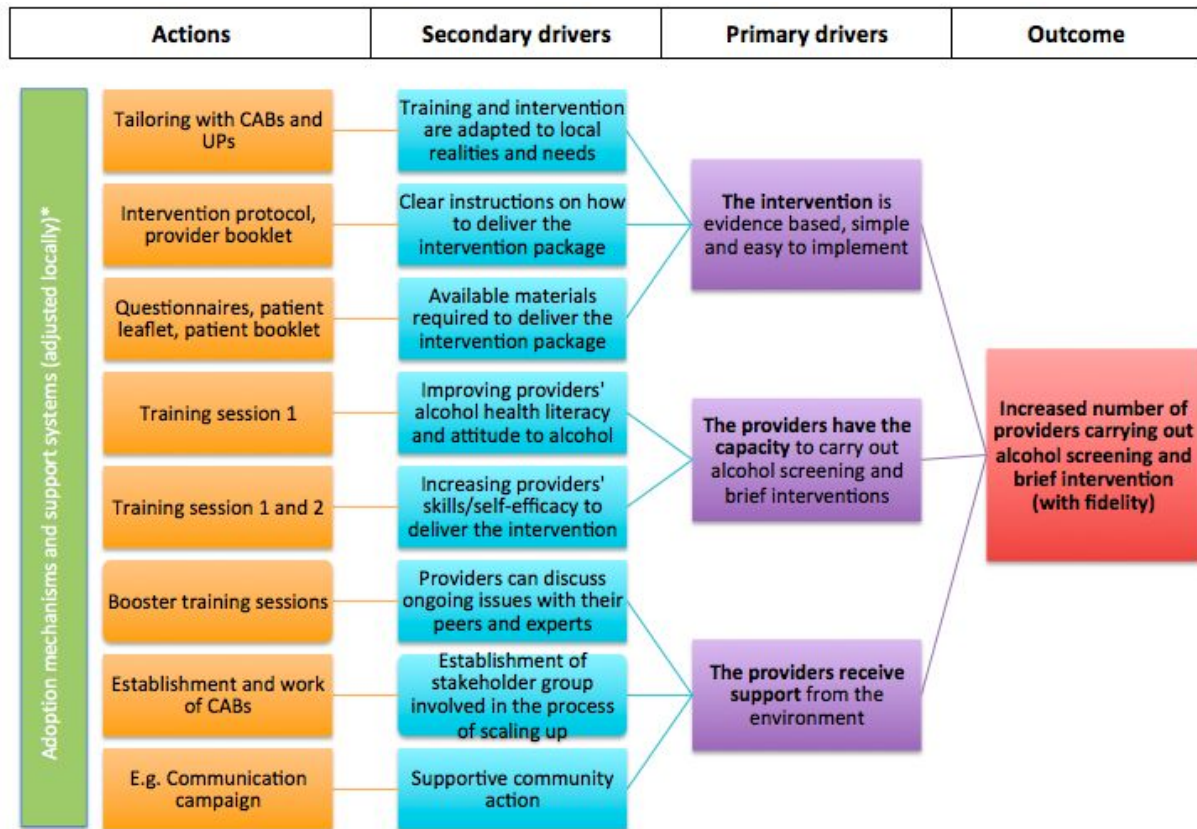 Actions
Secondary drivers
Primary drivers
Outcome
Adoption mechanisms and support systems (adjusted locally)*
Tailoring with CABs and
UPs
Training and intervention
are adapted to local
realities and needs
Intervention protocol,
provider booklet
Clear instructions on how
to deliver the
intervention package
Questionnaires, patient
leaflet, patient booklet
Available materials
required to deliver the
intervention package
The intervention is
evidence based, simple
and easy to implement
Training session 1
Improving providers'
alcohol health literacy
and attitude to alcohol
Training session 1 and 2
Increasing providers'
skills/self-efficacy to
deliver the intervention
The providers have the
capacity to carry out
alcohol screening and
brief interventions
Booster training sessions
Providers can discuss
ongoing issues with their
peers and experts
Establishment and work
of CABs
Establishment of
stakeholder group
involved in the process
of scaling up
E.g. Communication
campaign
Supportive community
action
The providers receive
support from the
environment
Increased number of
providers carrying out
alcohol screening and
brief intervention
(with fidelity)